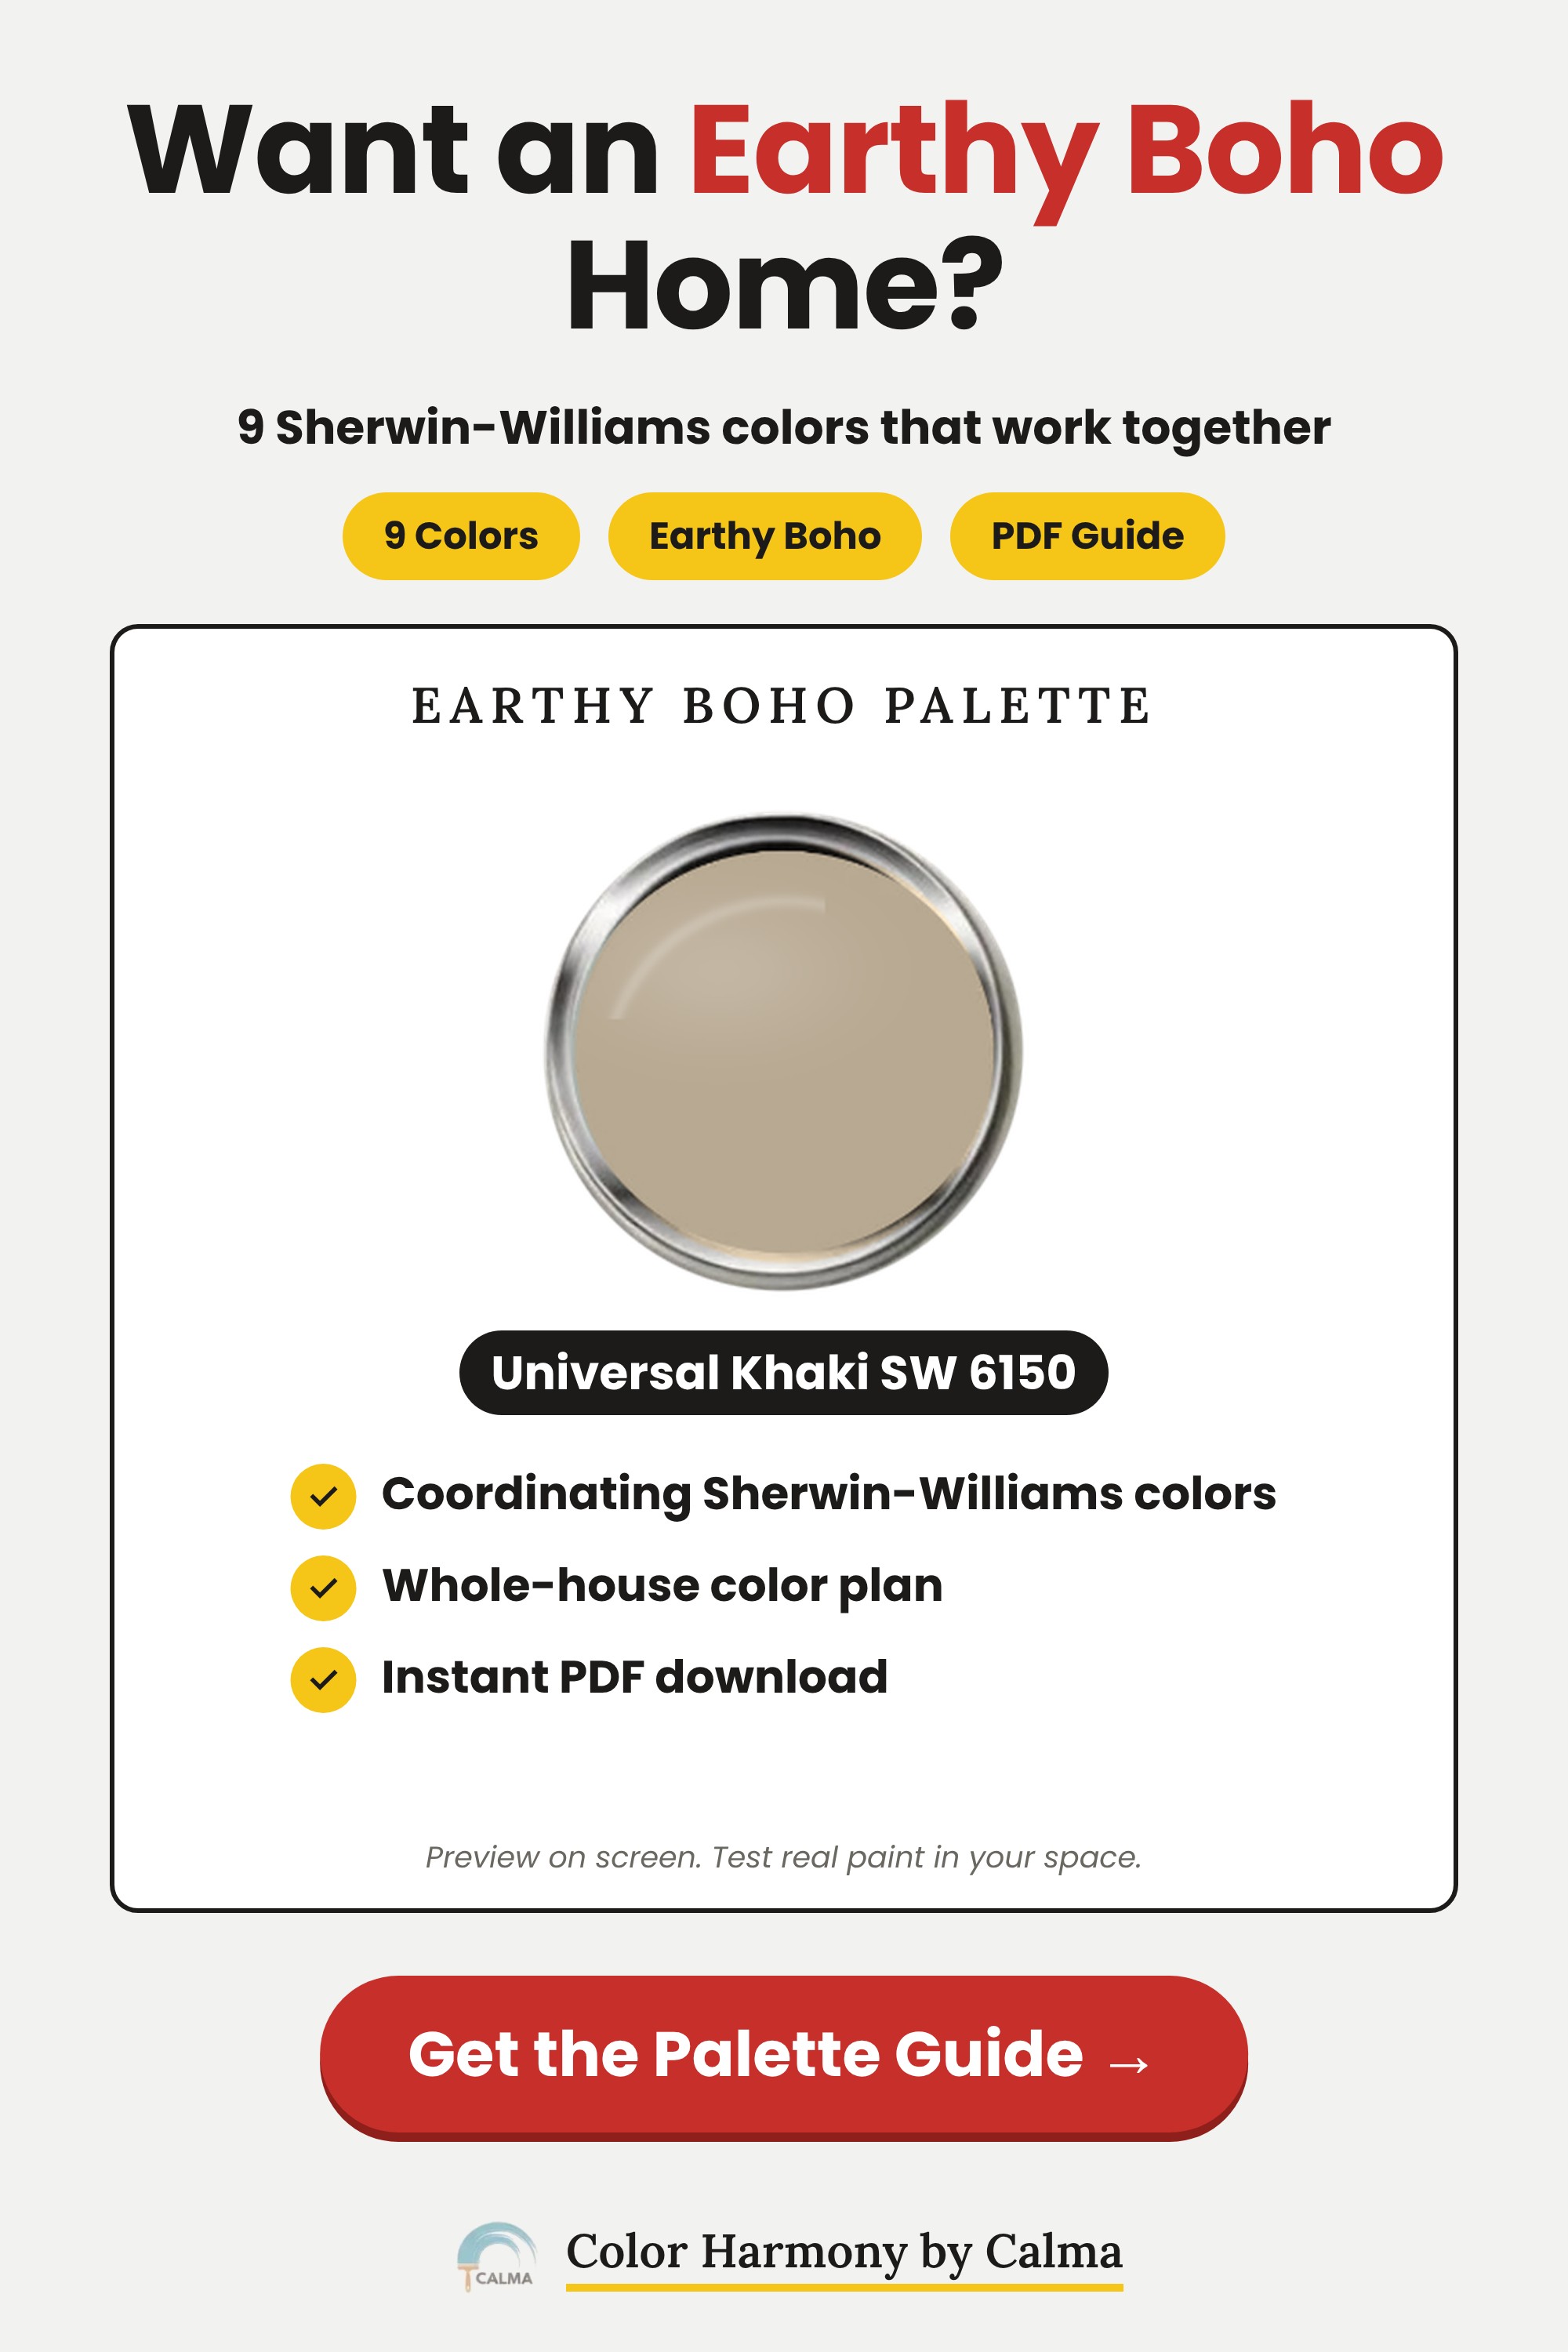 Want an Earthy Boho
Home?
9 Sherwin-Williams colors that work together
9 Colors
Earthy Boho
PDF Guide
EARTHY BOHO PALETTE
Universal Khaki SW 6150
Coordinating Sherwin-Williams colors
Whole-house color plan
Instant PDF download
Preview on screen. Test real paint in your space.
Get the Palette Guide →
CALMA
Color Harmony by Calma